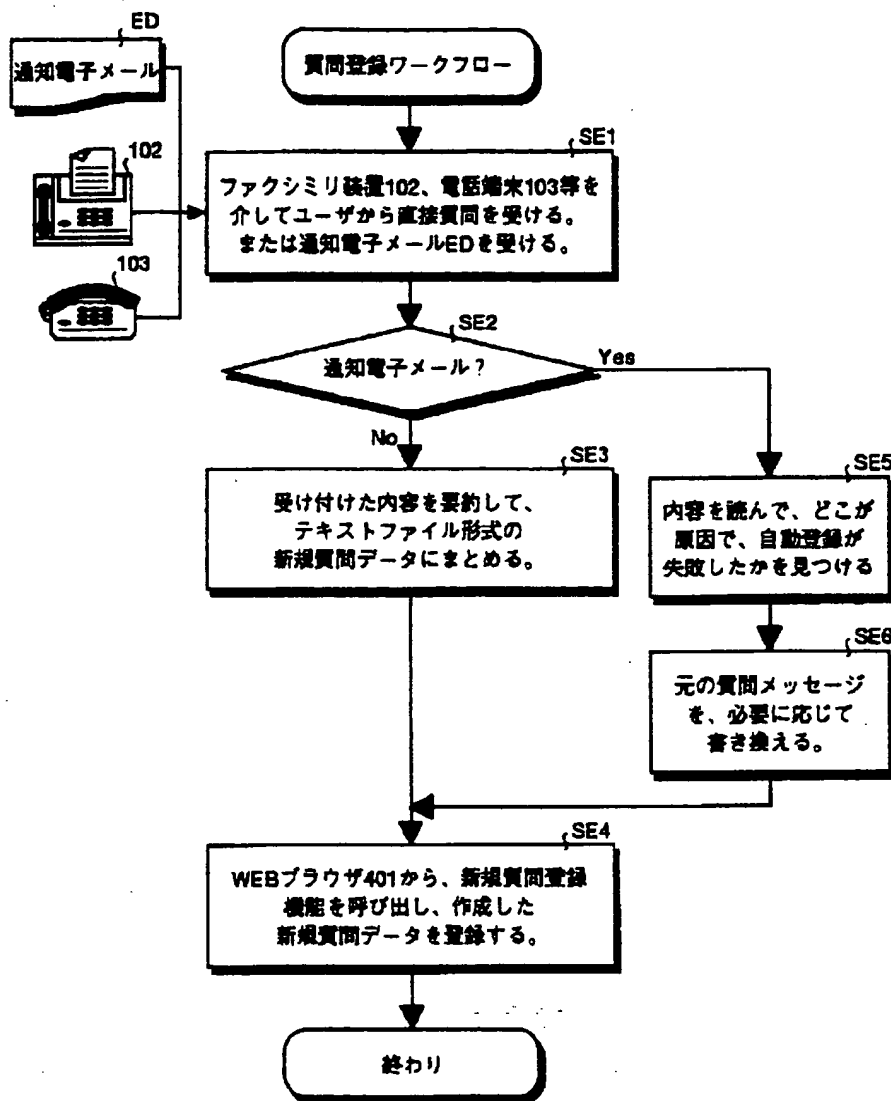 ED
通知電子メール
質問登録ワークフロー
102
103
SE1
ファクシミリ装置102、電話端末103等を
介してユーザから直接質問を受ける。
または通知電子メールEDを受ける。
SE2
通知電子メール？
Yes
No
SE3
受け付けた内容を要約して、
テキストファイル形式の
新規質問データにまとめる。
SE5
内容を読んで、どこが
原因で、自動登録が
失敗したかを見つける
SE6
元の質問メッセージ
を、必要に応じて
書き換える。
SE4
WEBブラウザ401から、新規質問登録
機能を呼び出し、作成した
新規質問データを登録する。
終わり